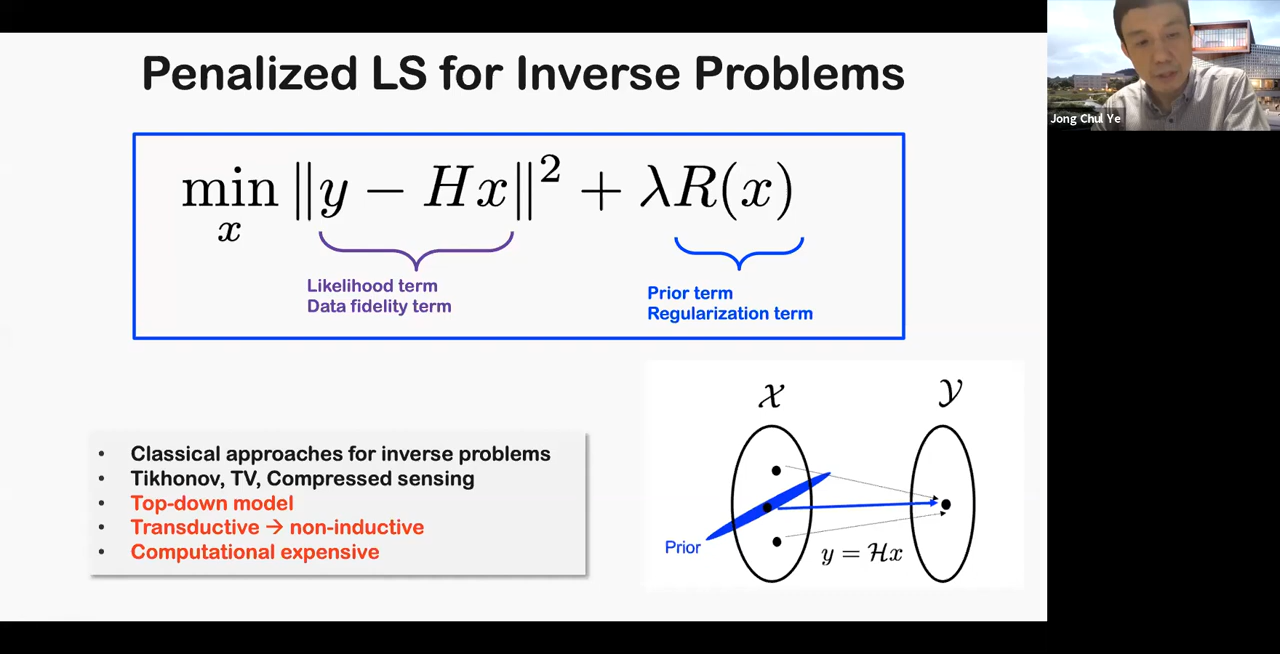 Penalized LS for Inverse Problems
min_x ||y − Hx||² + λR(x)
Likelihood term
Data fidelity term
Prior term
Regularization term
• Classical approaches for inverse problems
• Tikhonov, TV, Compressed sensing
• Top-down model
• Transductive → non-inductive
• Computational expensive
𝒳
𝒴
Prior
y = ℋx
Jong Chul Ye